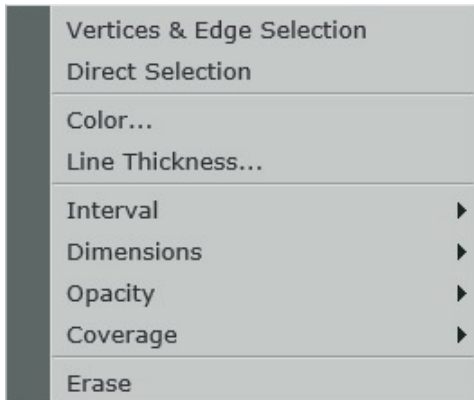 Vertices & Edge Selection
Direct Selection
Color...
Line Thickness...
Interval
Dimensions
Opacity
Coverage
Erase